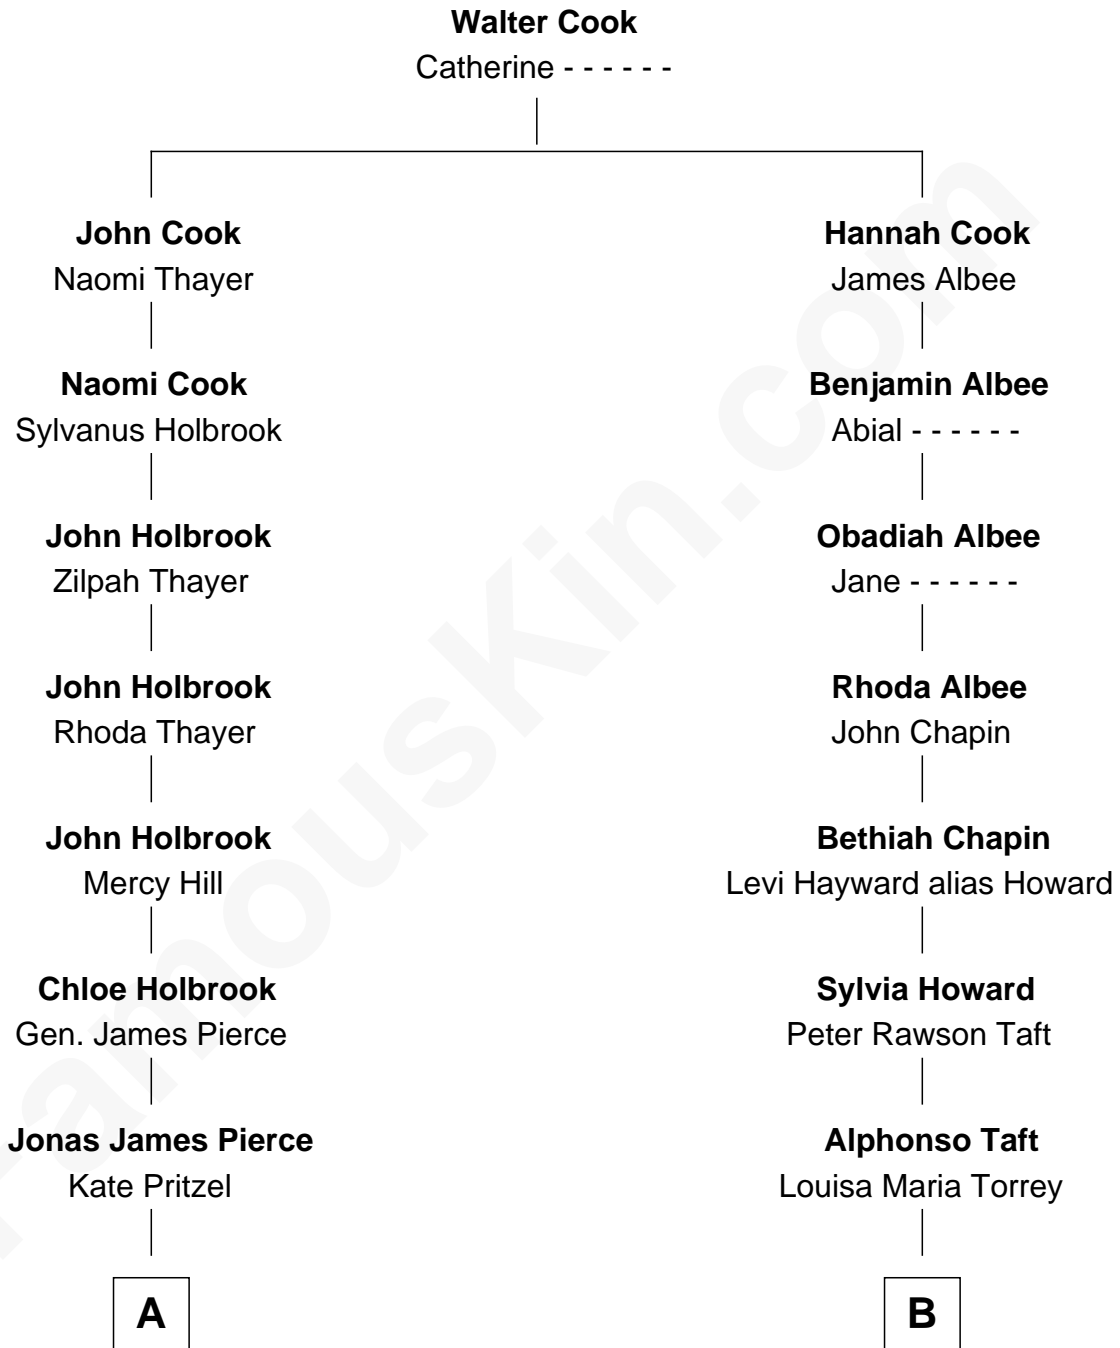 Walter Cook
Catherine - - - - - -
John Cook
Naomi Thayer
Hannah Cook
James Albee
Naomi Cook
Sylvanus Holbrook
Benjamin Albee
Abial - - - - - -
John Holbrook
Zilpah Thayer
Obadiah Albee
Jane - - - - - -
John Holbrook
Rhoda Thayer
Rhoda Albee
John Chapin
John Holbrook
Mercy Hill
Bethiah Chapin
Levi Hayward alias Howard
Chloe Holbrook
Gen. James Pierce
Sylvia Howard
Peter Rawson Taft
Jonas James Pierce
Kate Pritzel
Alphonso Taft
Louisa Maria Torrey
A
B
FamousKin.com